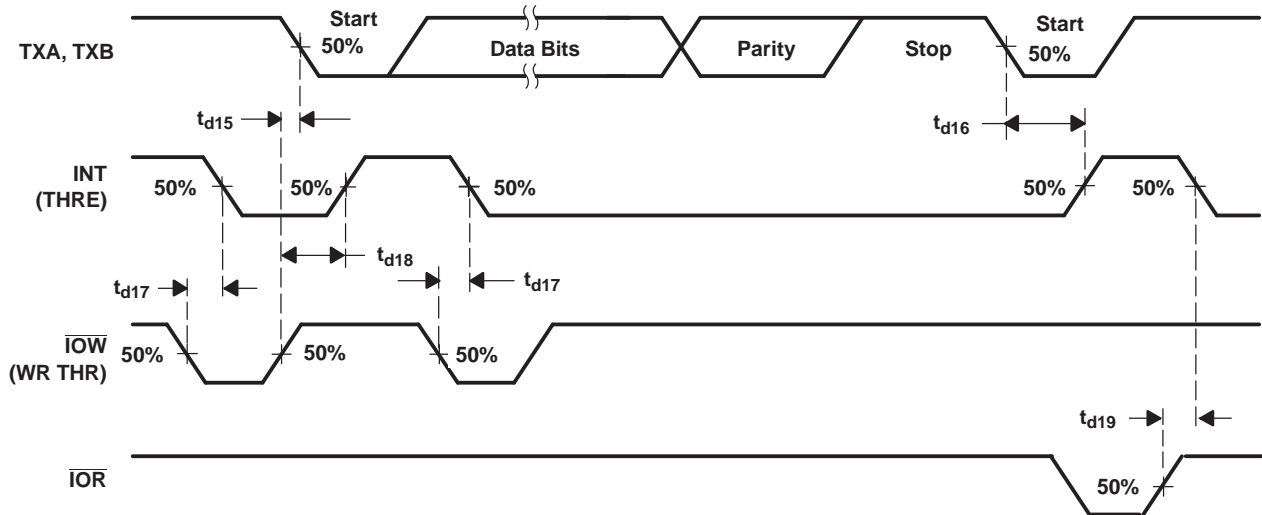 Start
Start
TXA, TXB
50%
Data Bits
Parity
Stop
50%
td15
td16
INT
(THRE)
50%
50%
50%
50%
50%
td18
td17
td17
IOW
(WR THR)
50%
50%
50%
td19
IOR
50%